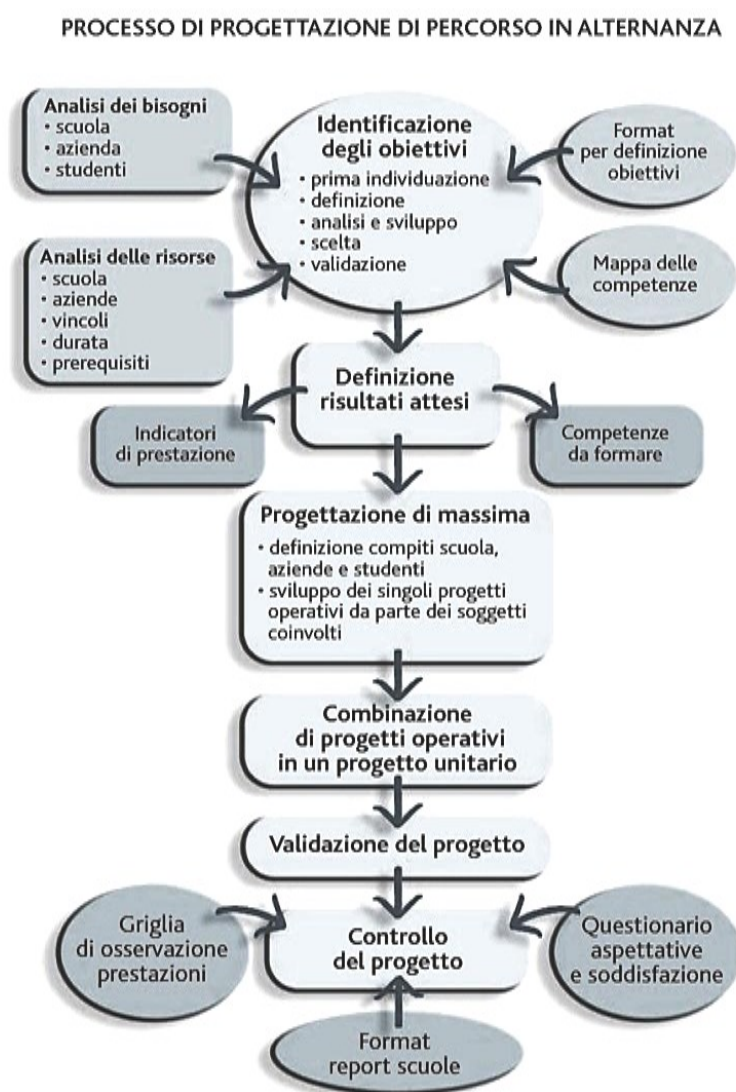 PROCESSO DI PROGETTAZIONE DI PERCORSO IN ALTERNANZA
Analisi dei bisogni
• scuola
• azienda
• studenti
Identificazione
degli obiettivi
• prima individuazione
• definizione
• analisi e sviluppo
• scelta
• validazione
Format
per definizione
obiettivi
Analisi delle risorse
• scuola
• aziende
• vincoli
• durata
• prerequisiti
Mappa delle
competenze
Definizione
risultati attesi
Indicatori
di prestazione
Competenze
da formare
Progettazione di massima
• definizione compiti scuola,
aziende e studenti
• sviluppo dei singoli progetti
operativi da parte dei soggetti
coinvolti
Combinazione
di progetti operativi
in un progetto unitario
Validazione del progetto
Griglia
di osservazione
prestazioni
Controllo
del progetto
Questionario
aspettative
e soddisfazione
Format
report scuole